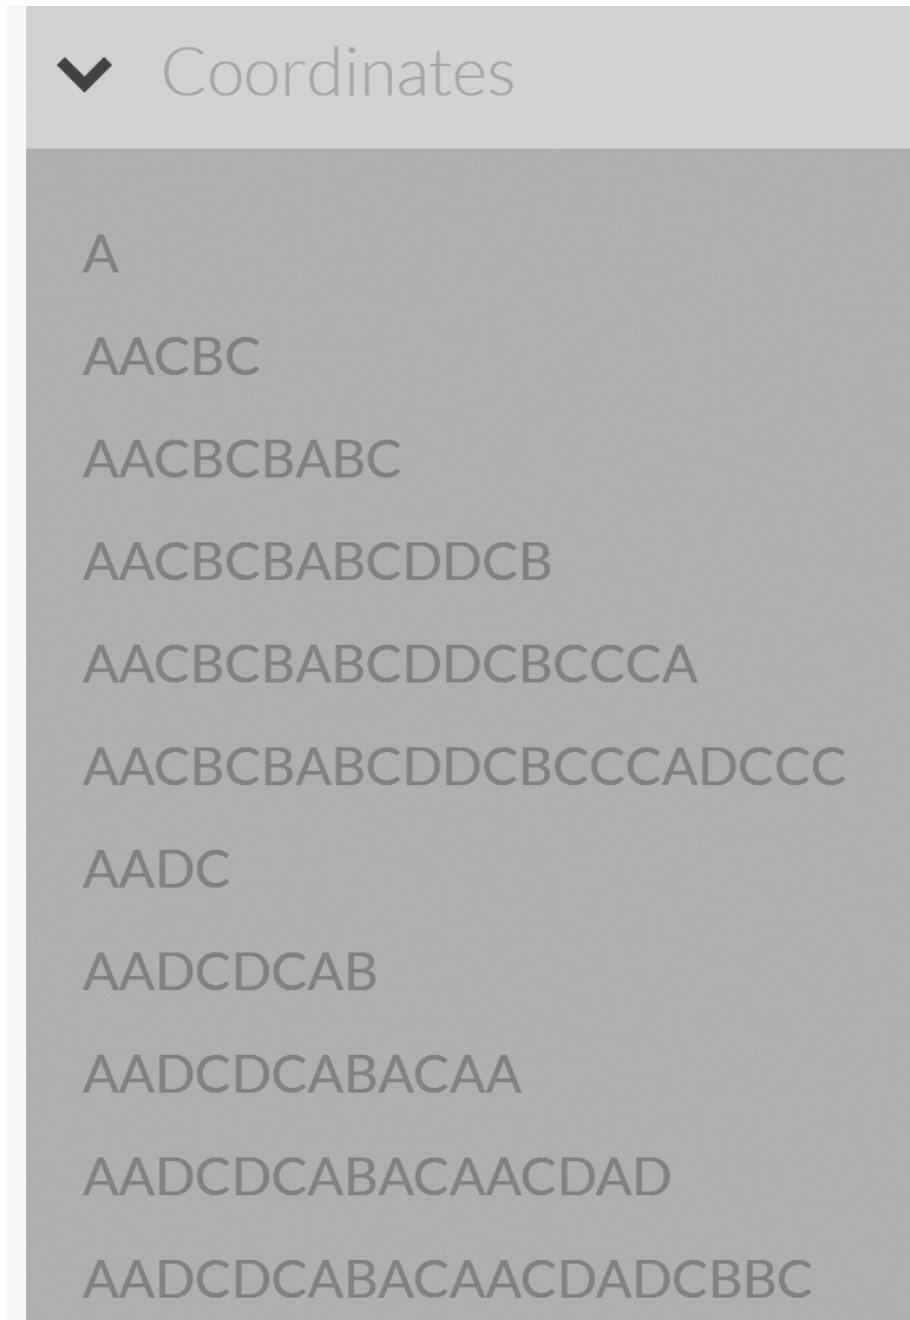 Coordinates
A
AACBC
AACBCBABC
AACBCBABCDDCB
AACBCBABCDDCBCCCA
AACBCBABCDDCBCCCADCCC
AADC
AADCDCAB
AADCDCABACAA
AADCDCABACAACDAD
AADCDCABACAACDADCBBC